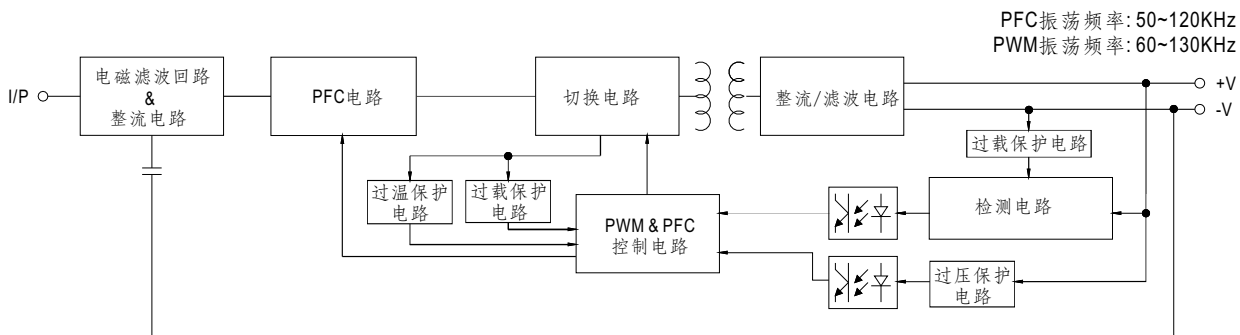 PFC振荡频率: 50~120KHz
PWM振荡频率: 60~130KHz
I/P
电磁滤波回路
&
整流电路
PFC电路
切换电路
整流/滤波电路
+V
-V
过载保护电路
过温保护
电路
过载保护
电路
PWM & PFC
控制电路
检测电路
过压保护
电路